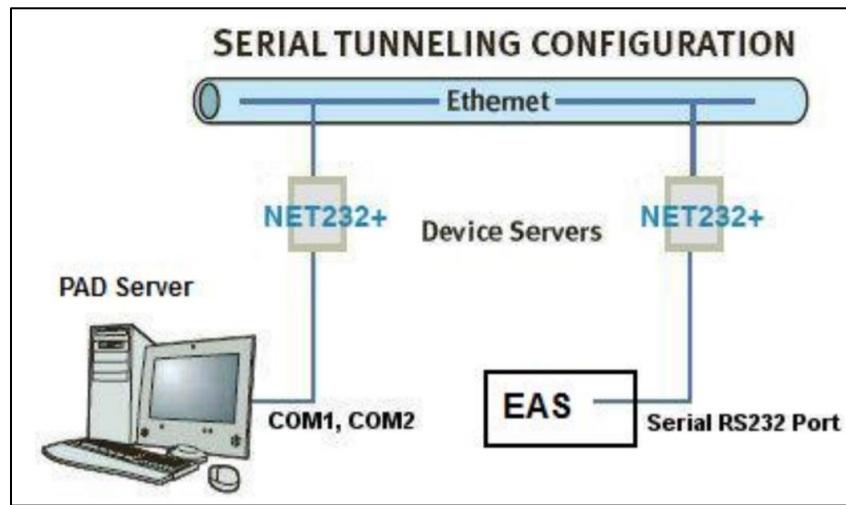 SERIAL TUNNELING CONFIGURATION
Ethernet
NET232+
NET232+
Device Servers
PAD Server
COM1, COM2
EAS
Serial RS232 Port